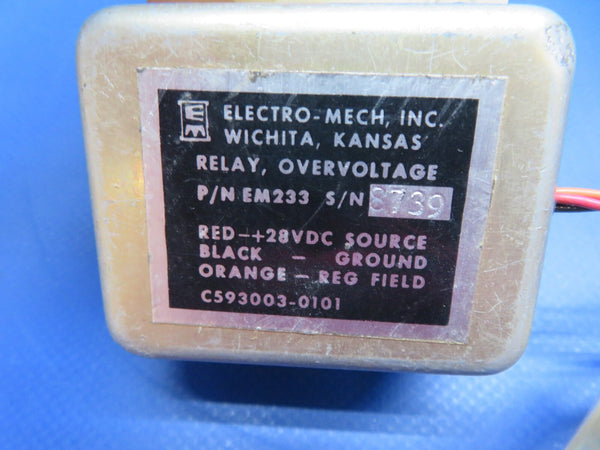 EM
ELECTRO-MECH, INC.
WICHITA, KANSAS
RELAY, OVERVOLTAGE
P/N EM233 S/N 8739
RED-+28VDC SOURCE
BLACK - GROUND
ORANGE - REG FIELD
C593003-0101